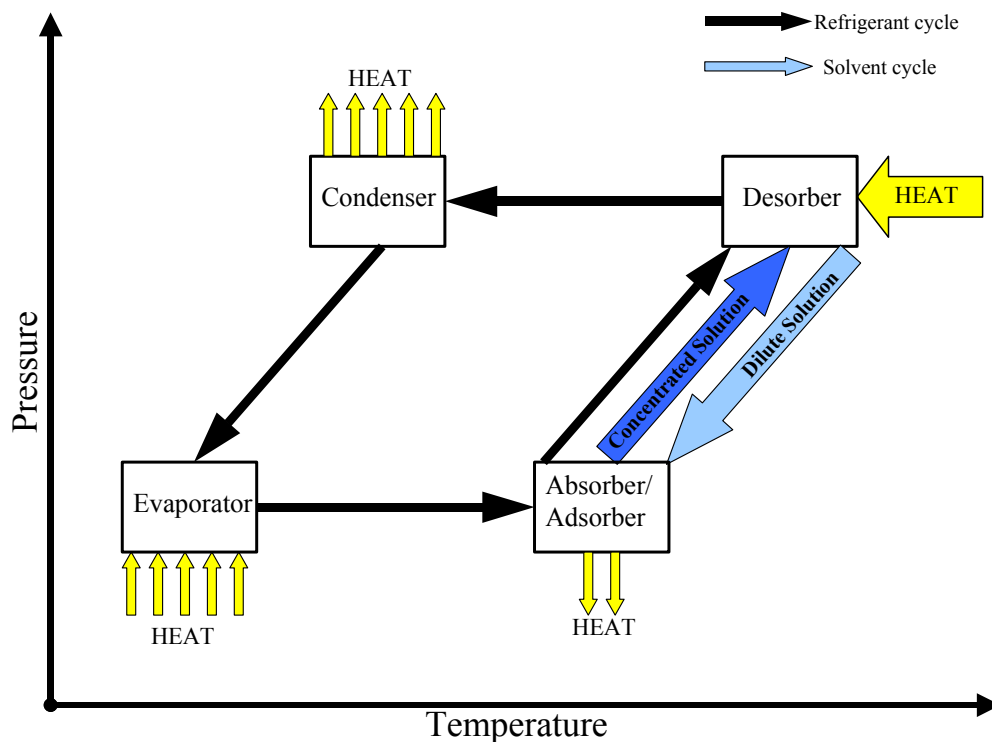 Refrigerant cycle
Solvent cycle
HEAT
Condenser
Desorber
HEAT
Concentrated Solution
Dilute Solution
Pressure
Evaporator
Absorber/
Adsorber
HEAT
HEAT
Temperature